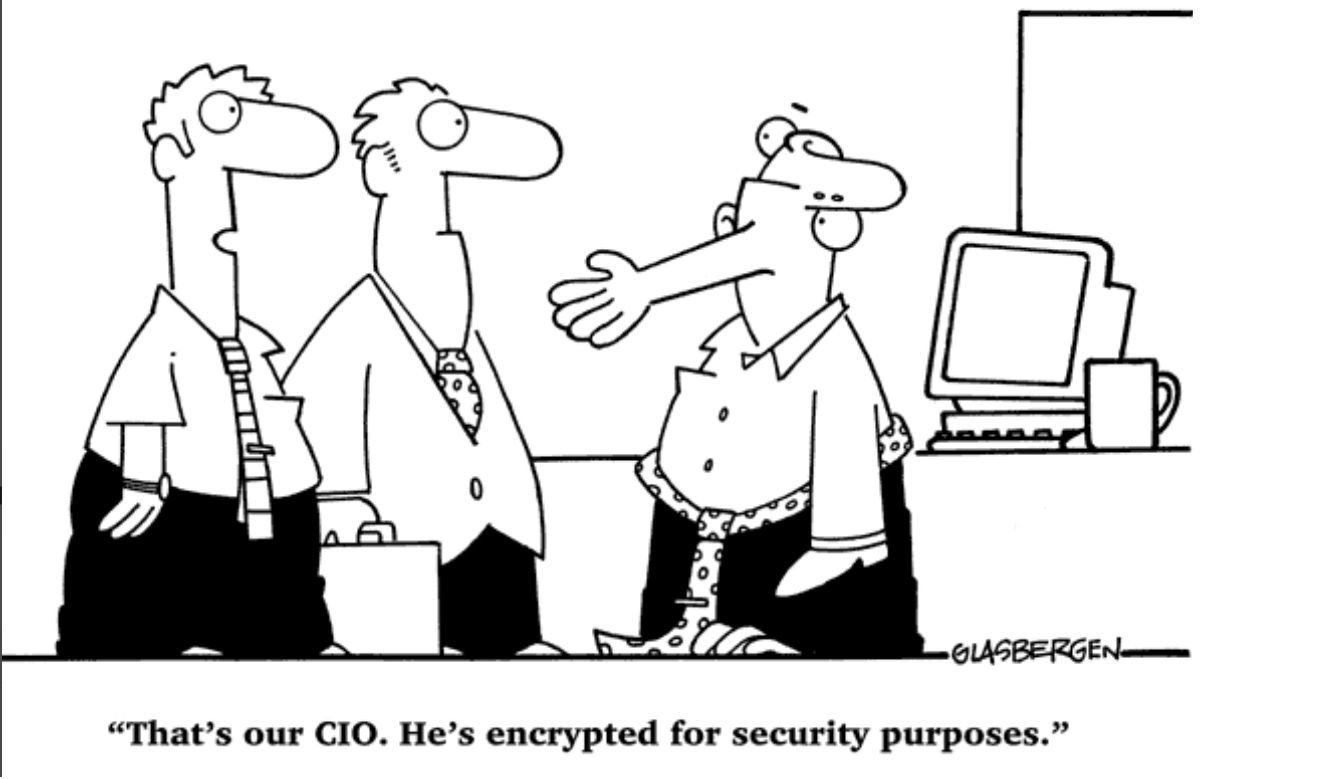 GLASBERGEN
“That’s our CIO. He’s encrypted for security purposes.”